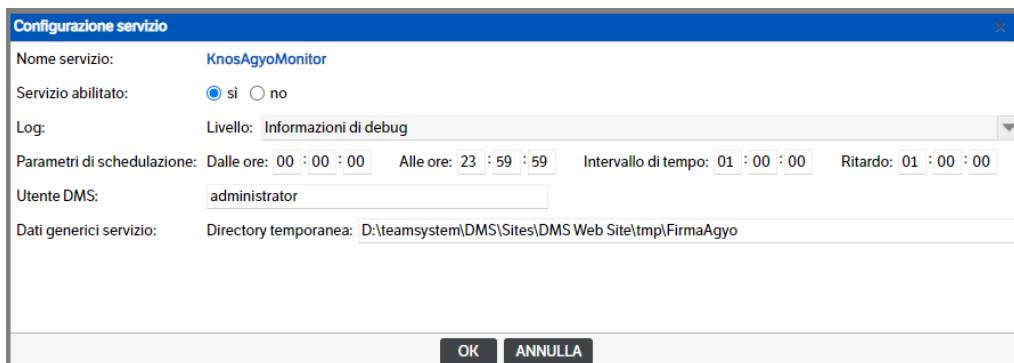 Configurazione servizio
Nome servizio: KnosAgyoMonitor
Servizio abilitato: sì no
Log: Livello: Informazioni di debug
Parametri di schedulazione: Dalle ore: 00 : 00 : 00 Alle ore: 23 : 59 : 59 Intervallo di tempo: 01 : 00 : 00 Ritardo: 01 : 00 : 00
Utente DMS: administrator
Dati generici servizio: Directory temporanea: D:\teamsystem\DMS\Sites\DMS Web Site\tmp\FirmaAgyo
OK ANNULLA